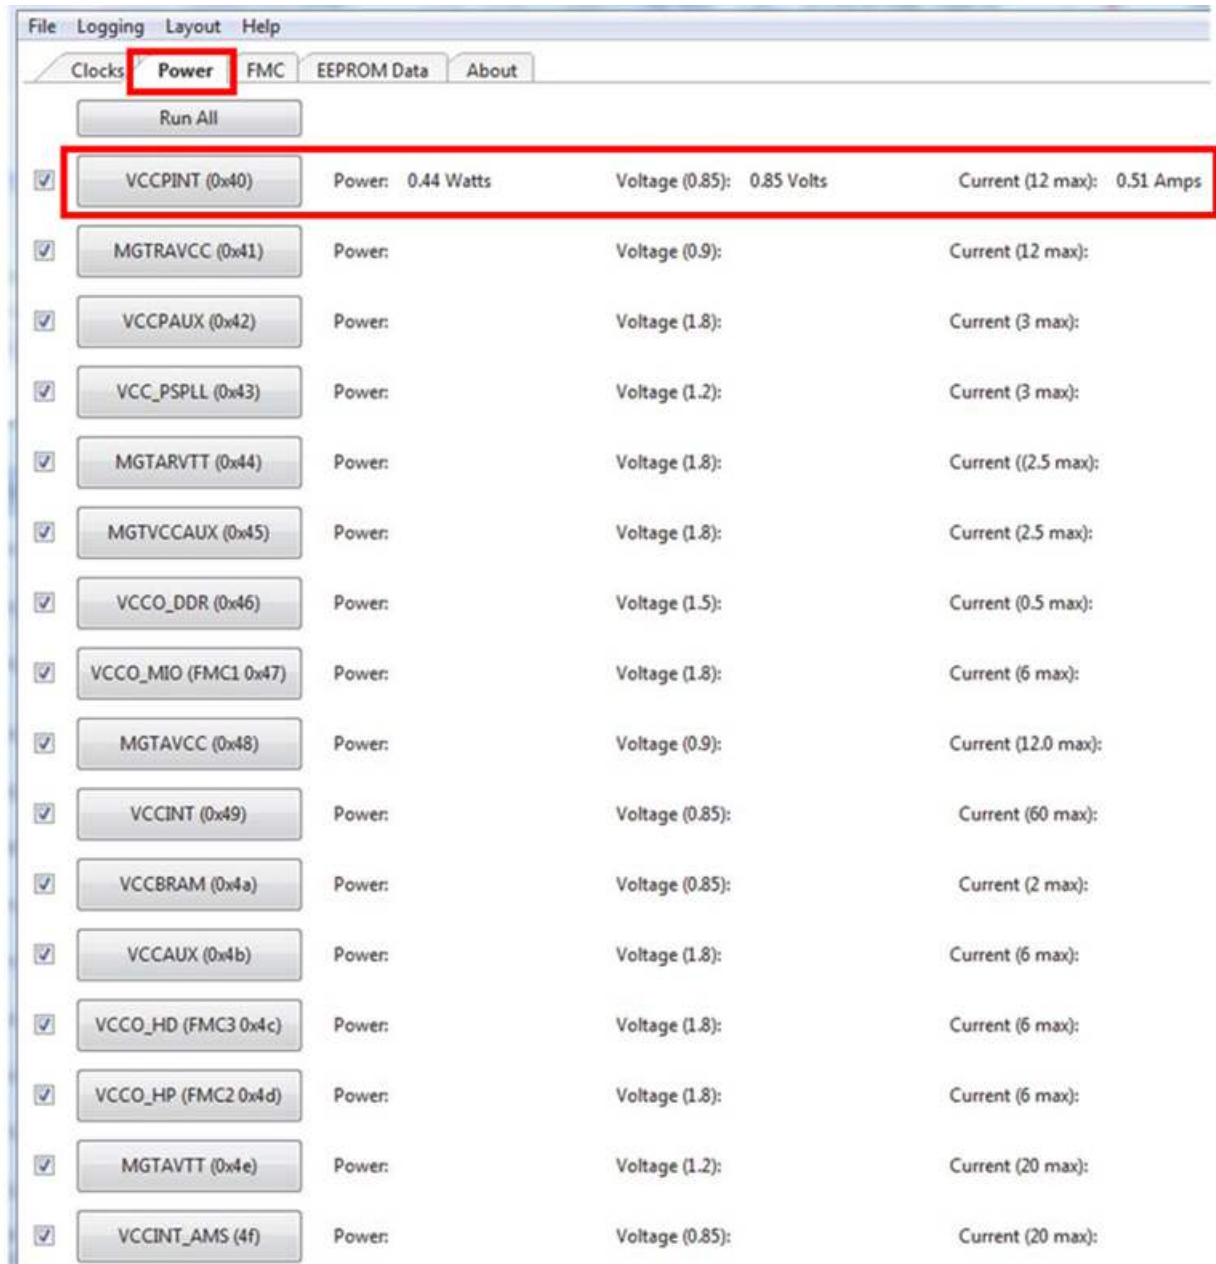 File Logging Layout Help
Clocks Power FMC EEPROM Data About
Run All
VCCPINT (0x40) Power: 0.44 Watts Voltage (0.85): 0.85 Volts Current (12 max): 0.51 Amps
MGTRAVCC (0x41) Power: Voltage (0.9): Current (12 max):
VCCPAUX (0x42) Power: Voltage (1.8): Current (3 max):
VCC_PSPLL (0x43) Power: Voltage (1.2): Current (3 max):
MGTARVTT (0x44) Power: Voltage (1.8): Current ((2.5 max):
MGTVCCAUX (0x45) Power: Voltage (1.8): Current (2.5 max):
VCCO_DDR (0x46) Power: Voltage (1.5): Current (0.5 max):
VCCO_MIO (FMC1 0x47) Power: Voltage (1.8): Current (6 max):
MGTAVCC (0x48) Power: Voltage (0.9): Current (12.0 max):
VCCINT (0x49) Power: Voltage (0.85): Current (60 max):
VCCBRAM (0x4a) Power: Voltage (0.85): Current (2 max):
VCCAUX (0x4b) Power: Voltage (1.8): Current (6 max):
VCCO_HD (FMC3 0x4c) Power: Voltage (1.8): Current (6 max):
VCCO_HP (FMC2 0x4d) Power: Voltage (1.8): Current (6 max):
MGTAVTT (0x4e) Power: Voltage (1.2): Current (20 max):
VCCINT_AMS (4f) Power: Voltage (0.85): Current (20 max):